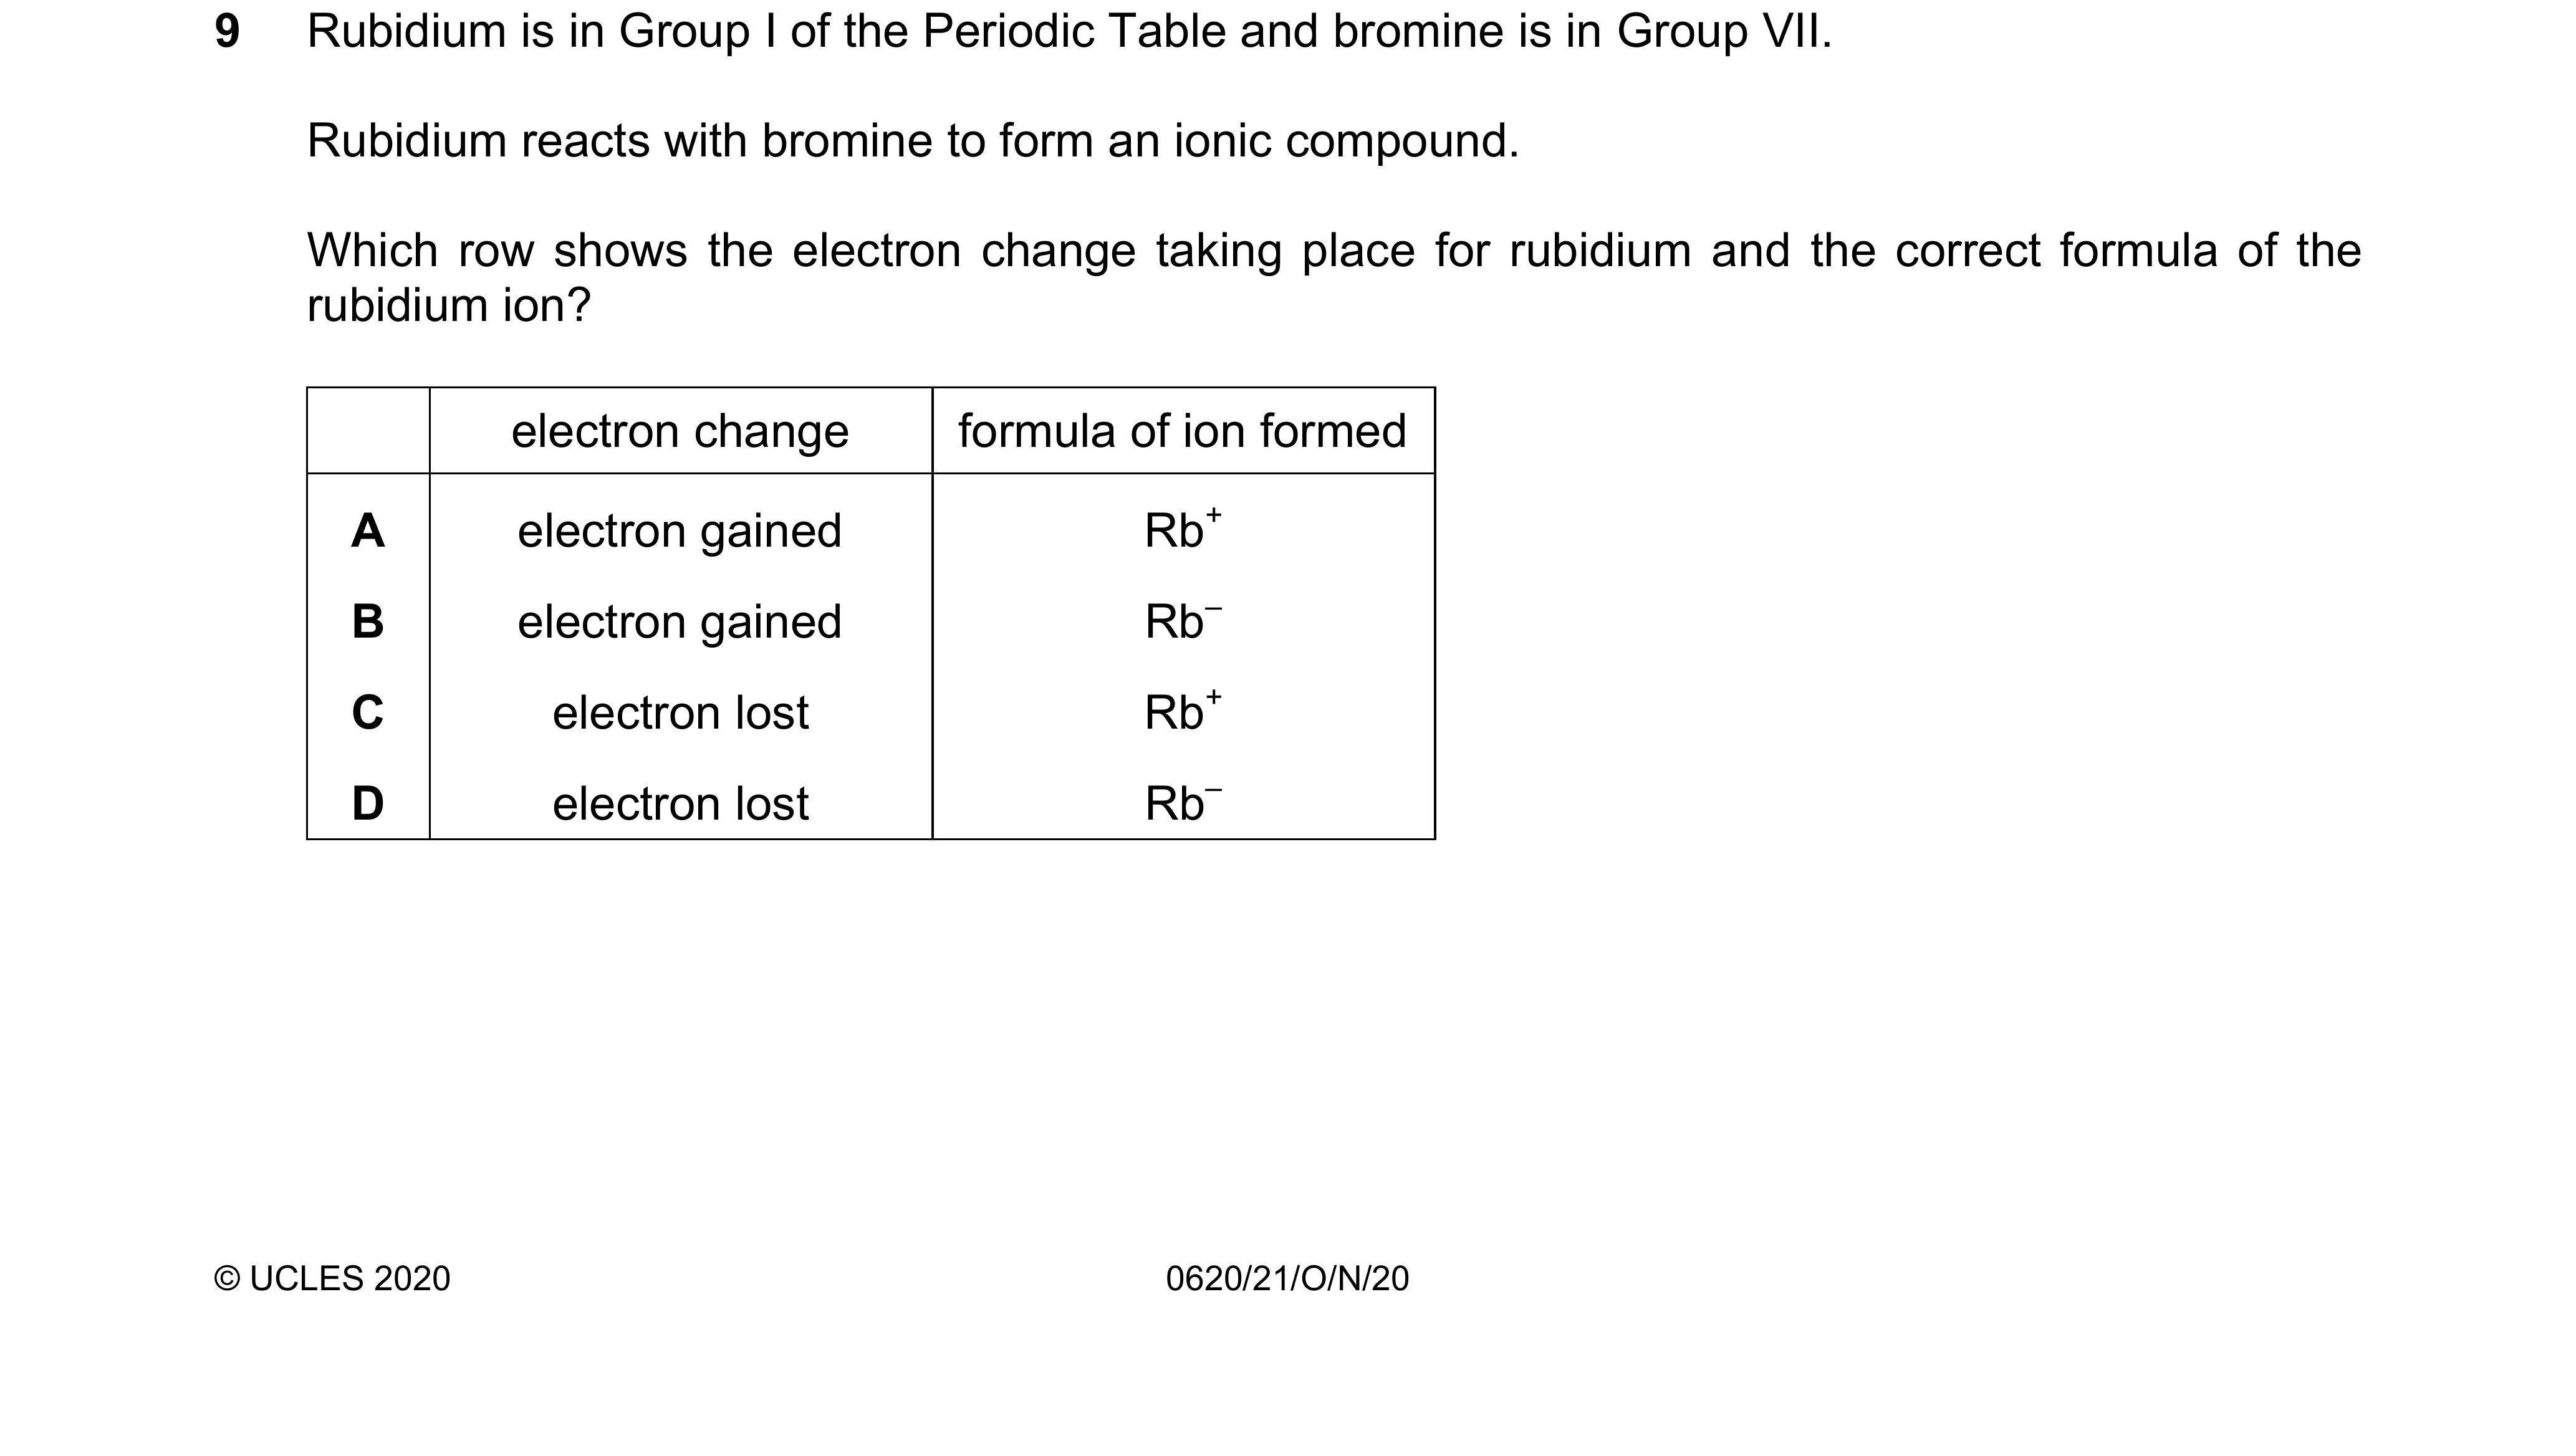 9 Rubidium is in Group I of the Periodic Table and bromine is in Group VII.
Rubidium reacts with bromine to form an ionic compound.
Which row shows the electron change taking place for rubidium and the correct formula of the
rubidium ion?
electron change formula of ion formed
A electron gained Rb⁺
B electron gained Rb⁻
C electron lost Rb⁺
D electron lost Rb⁻
© UCLES 2020 0620/21/O/N/20